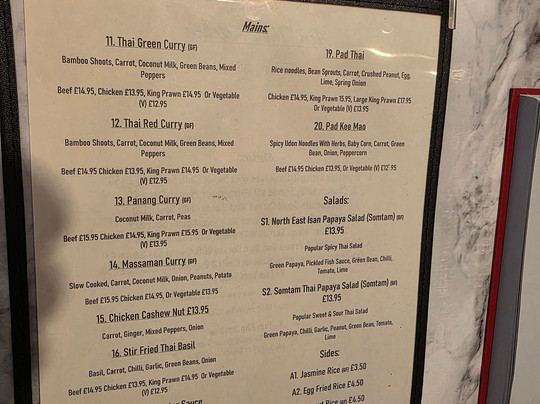 Mains:
11. Thai Green Curry (GF)
Bamboo Shoots, Carrot, Coconut Milk, Green Beans, Mixed
Peppers
Beef £14.95, Chicken £13.95, King Prawn £14.95 Or Vegetable
(V) £12.95
12. Thai Red Curry (GF)
Bamboo Shoots, Carrot, Coconut Milk, Green Beans, Mixed
Peppers
Beef £14.95 Chicken £13.95, King Prawn £14.95 Or Vegetable
(V) £12.95
13. Panang Curry (GF)
Coconut Milk, Carrot, Peas
Beef £15.95 Chicken £14.95, King Prawn £15.95 Or Vegetable
(V) £13.95
14. Massaman Curry (GF)
Slow Cooked, Carrot, Coconut Milk, Onion, Peanuts, Potato
Beef £15.95 Chicken £14.95, Or Vegetable £13.95
15. Chicken Cashew Nut £13.95
Carrot, Ginger, Mixed Peppers, Onion
16. Stir Fried Thai Basil
Basil, Carrot, Chilli, Garlic, Green Beans, Onion
Beef £14.95 Chicken £13.95, King Prawn £14.95 Or Vegetable
(V) £12.95
Sauce
19. Pad Thai
Rice noodles, Bean Sprouts, Carrot, Crushed Peanut, Egg,
Lime, Spring Onion
Chicken £14.95, King Prawn 15.95, Large King Prawn £17.95
Or Vegetable (V) £13.95
20. Pad Kee Mao
Spicy Udon Noodles With Herbs, Baby Corn, Carrot, Green
Bean, Onion, Peppercorn
Beef £14.95 Chicken £13.95 Or Vegetable (V) £12.95
Salads:
S1. North East Isan Papaya Salad (Somtam) (GF)
£13.95
Popular Spicy Thai Salad
Green Papaya, Pickled Fish Sauce, Green Bean, Chilli,
Tomato, Lime
S2. Somtam Thai Papaya Salad (Somtam) (GF)
£13.95
Popular Sweet & Sour Thai Salad
Green Papaya, Chilli, Garlic, Peanut, Green Bean, Tomato,
Lime
Sides:
A1. Jasmine Rice (GF) £3.50
A2. Egg Fried Rice £4.50
£4.50